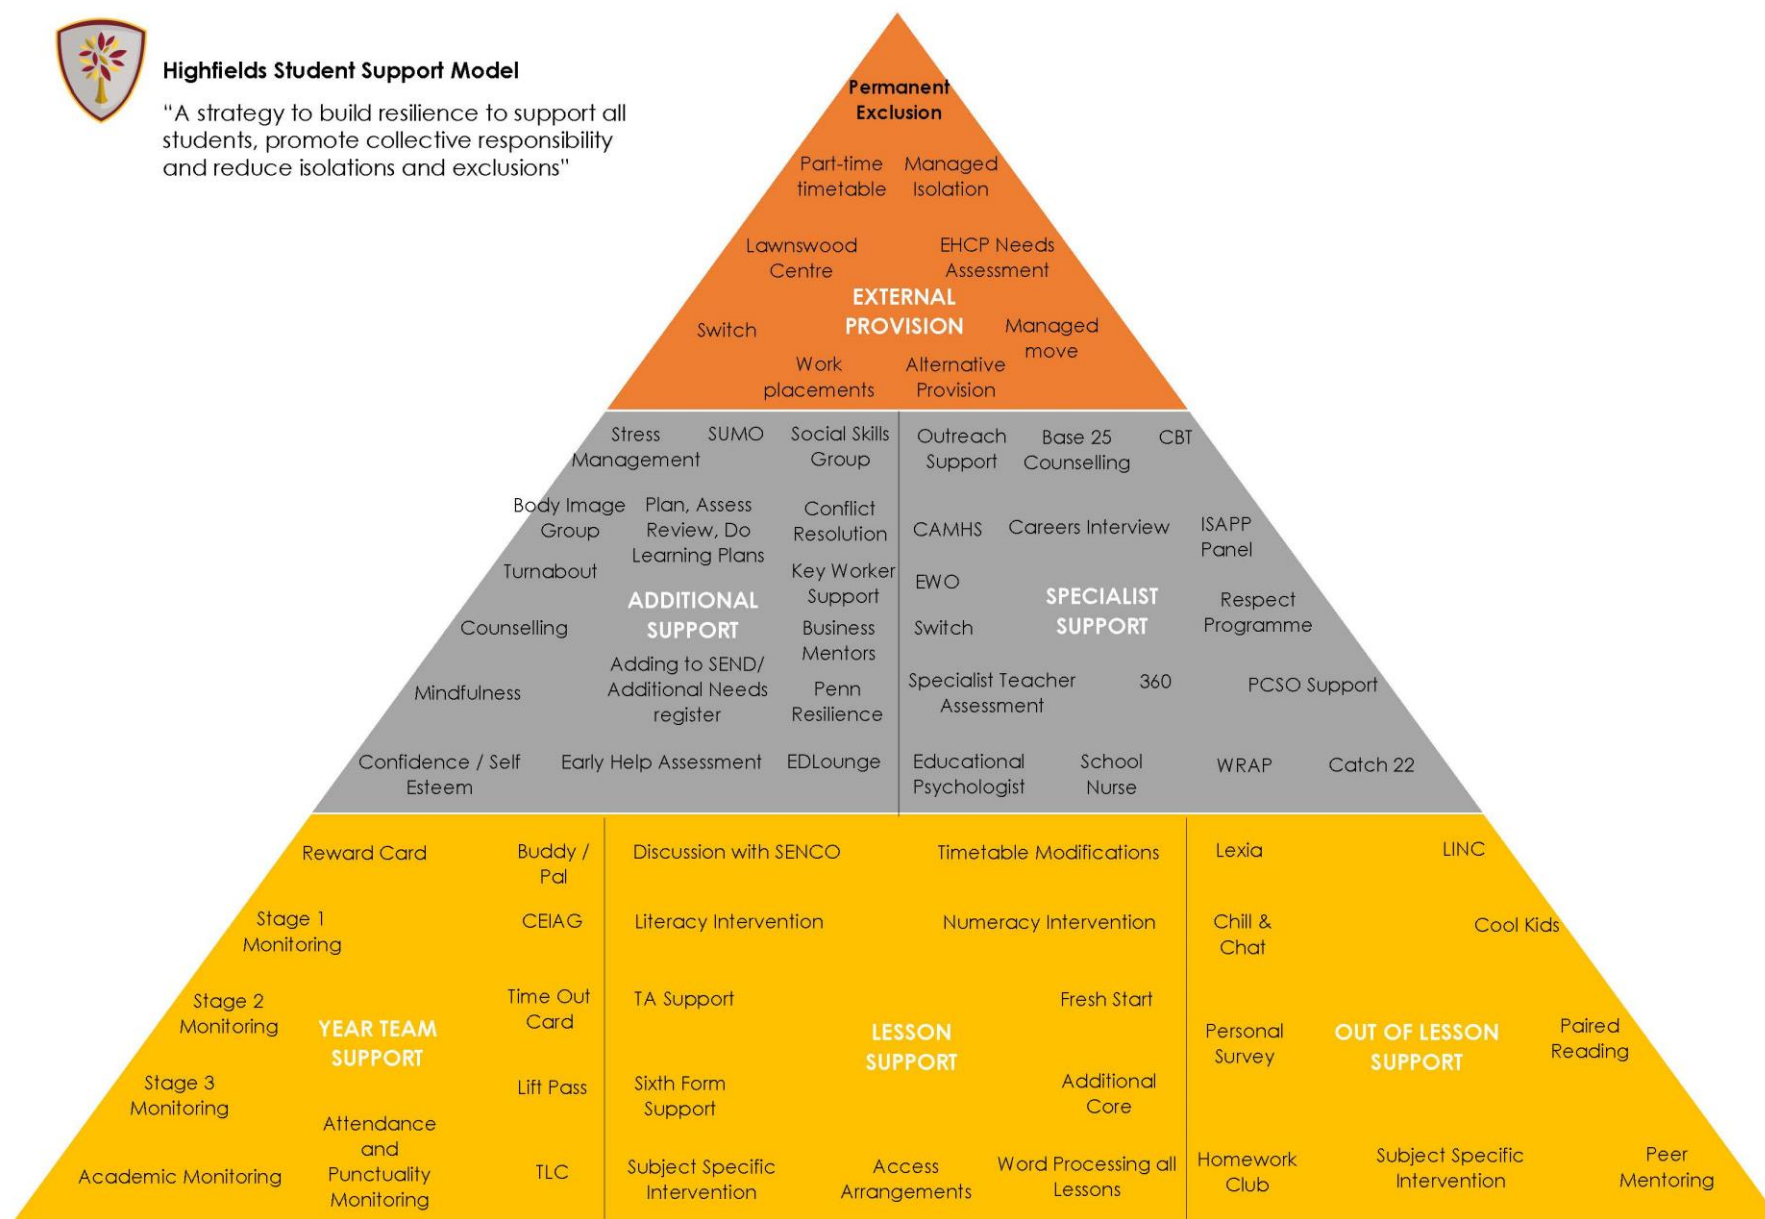 Highfields Student Support Model
“A strategy to build resilience to support all
students, promote collective responsibility
and reduce isolations and exclusions”
Permanent
Exclusion
Part-time
timetable
Managed
Isolation
Lawnswood
Centre
EHCP Needs
Assessment
EXTERNAL
PROVISION
Switch
Managed
move
Work
placements
Alternative
Provision
Stress
Management
SUMO
Social Skills
Group
Body Image
Group
Plan, Assess
Review, Do
Learning Plans
Conflict
Resolution
Turnabout
Key Worker
Support
ADDITIONAL
SUPPORT
Counselling
Business
Mentors
Adding to SEND/
Additional Needs
register
Mindfulness
Penn
Resilience
Confidence / Self
Esteem
Early Help Assessment
EDLounge
Outreach
Support
Base 25
Counselling
CBT
CAMHS
Careers Interview
ISAPP
Panel
EWO
SPECIALIST
SUPPORT
Respect
Programme
Switch
Specialist Teacher
Assessment
360
PCSO Support
Educational
Psychologist
School
Nurse
WRAP
Catch 22
Reward Card
Buddy /
Pal
Stage 1
Monitoring
CEIAG
Stage 2
Monitoring
Time Out
Card
YEAR TEAM
SUPPORT
Stage 3
Monitoring
Lift Pass
Attendance
and
Punctuality
Monitoring
Academic Monitoring
TLC
Discussion with SENCO
Timetable Modifications
Literacy Intervention
Numeracy Intervention
TA Support
Fresh Start
LESSON
SUPPORT
Sixth Form
Support
Additional
Core
Subject Specific
Intervention
Access
Arrangements
Word Processing all
Lessons
Lexia
LINC
Chill &
Chat
Cool Kids
Personal
Survey
OUT OF LESSON
SUPPORT
Paired
Reading
Homework
Club
Subject Specific
Intervention
Peer
Mentoring